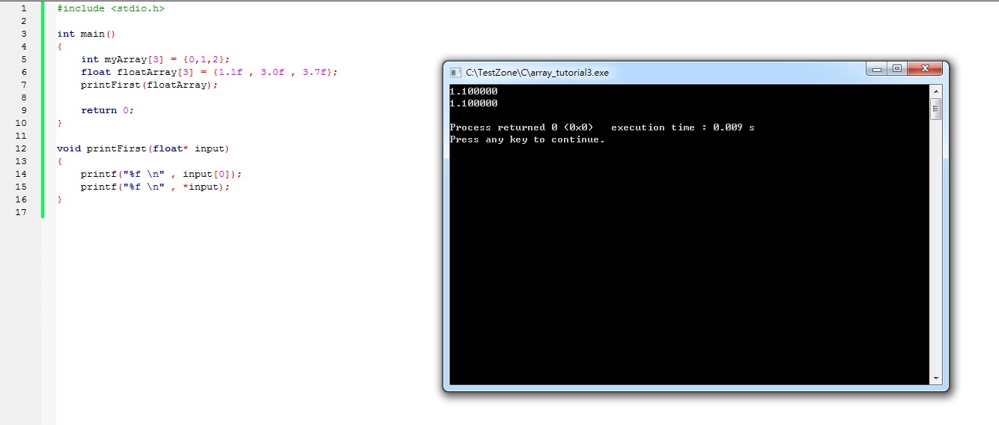 1 #include <stdio.h>
2
3 int main()
4 {
5     int myArray[3] = {0,1,2};
6     float floatArray[3] = {1.1f , 3.0f , 3.7f};
7     printFirst(floatArray);
8
9     return 0;
10 }
11
12 void printFirst(float* input)
13 {
14     printf("%f \n" , input[0]);
15     printf("%f \n" , *input);
16 }
17
C:\TestZone\C\array_tutorial3.exe
1.100000
1.100000
Process returned 0 (0x0)   execution time : 0.009 s
Press any key to continue.